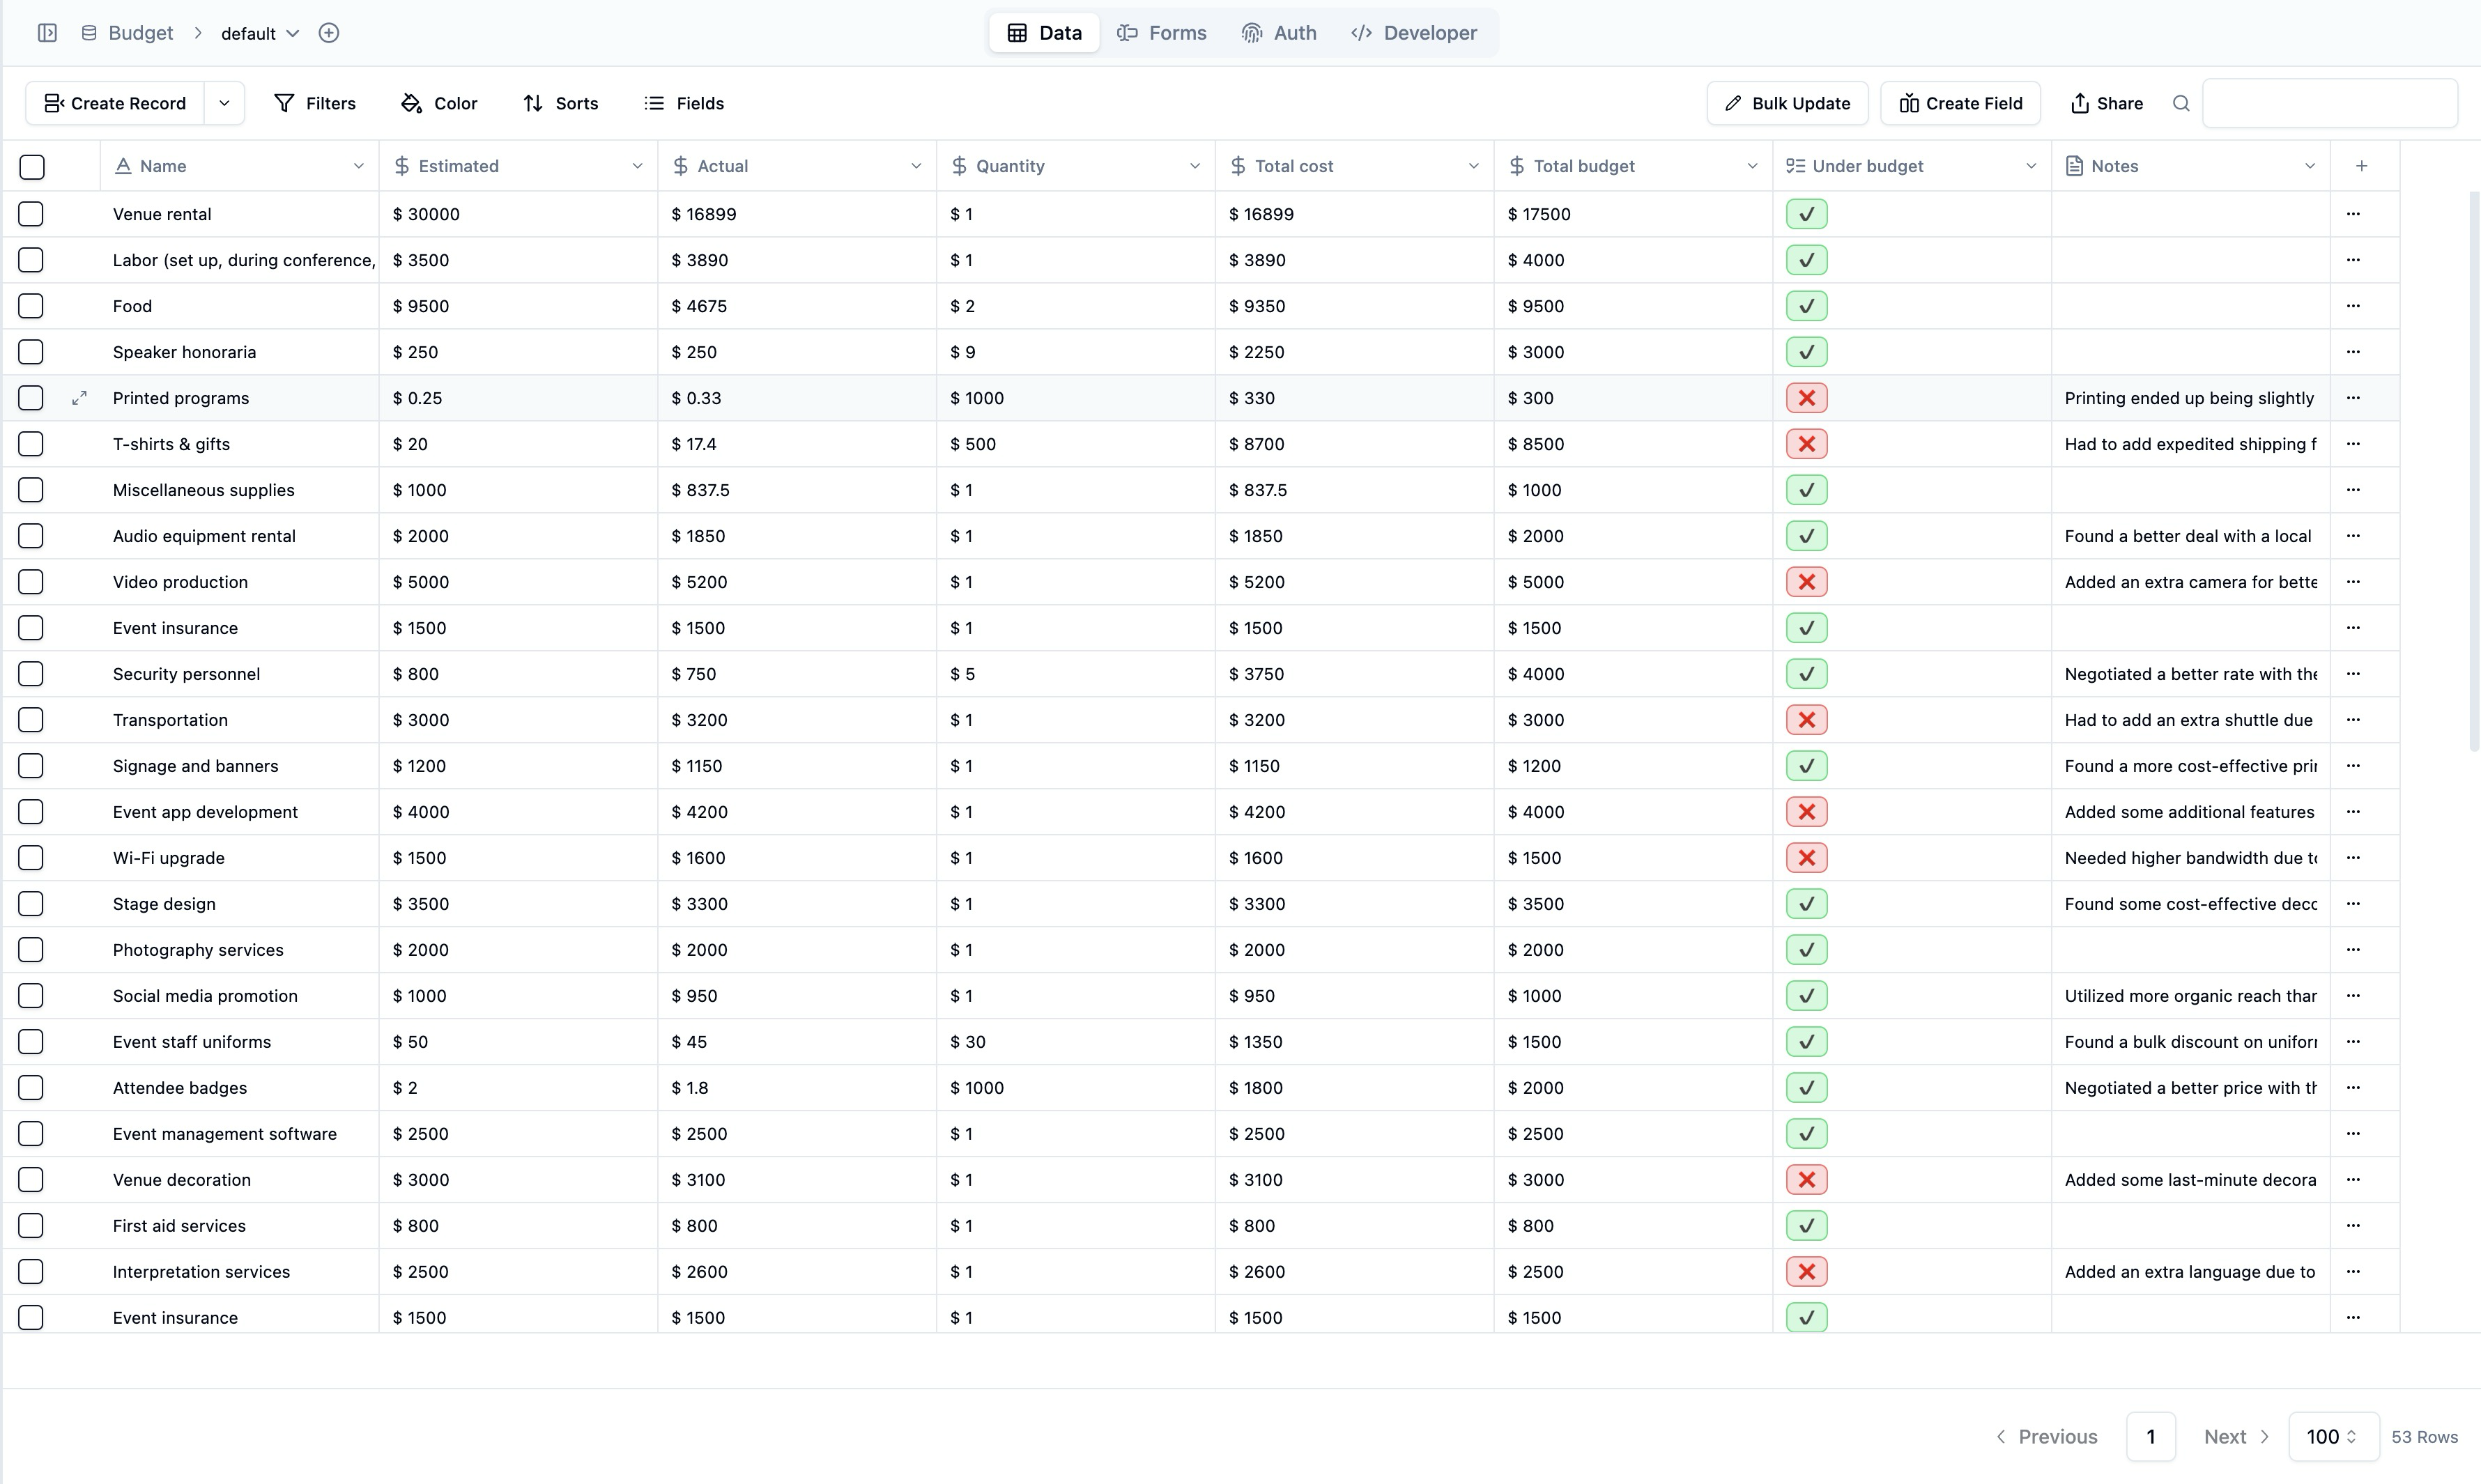 Budget > default Data Forms Auth Developer
Create Record Filters Color Sorts Fields Bulk Update Create Field Share
Name Estimated Actual Quantity Total cost Total budget Under budget Notes
Venue rental $ 30000 $ 16899 $ 1 $ 16899 $ 17500
Labor (set up, during conference, $ 3500 $ 3890 $ 1 $ 3890 $ 4000
Food $ 9500 $ 4675 $ 2 $ 9350 $ 9500
Speaker honoraria $ 250 $ 250 $ 9 $ 2250 $ 3000
Printed programs $ 0.25 $ 0.33 $ 1000 $ 330 $ 300 Printing ended up being slightly
T-shirts & gifts $ 20 $ 17.4 $ 500 $ 8700 $ 8500 Had to add expedited shipping f
Miscellaneous supplies $ 1000 $ 837.5 $ 1 $ 837.5 $ 1000
Audio equipment rental $ 2000 $ 1850 $ 1 $ 1850 $ 2000 Found a better deal with a local
Video production $ 5000 $ 5200 $ 1 $ 5200 $ 5000 Added an extra camera for bette
Event insurance $ 1500 $ 1500 $ 1 $ 1500 $ 1500
Security personnel $ 800 $ 750 $ 5 $ 3750 $ 4000 Negotiated a better rate with the
Transportation $ 3000 $ 3200 $ 1 $ 3200 $ 3000 Had to add an extra shuttle due
Signage and banners $ 1200 $ 1150 $ 1 $ 1150 $ 1200 Found a more cost-effective
Event app development $ 4000 $ 4200 $ 1 $ 4200 $ 4000 Added some additional features
Wi-Fi upgrade $ 1500 $ 1600 $ 1 $ 1600 $ 1500 Needed higher bandwidth due
Stage design $ 3500 $ 3300 $ 1 $ 3300 $ 3500 Found some cost-effective
Photography services $ 2000 $ 2000 $ 1 $ 2000 $ 2000
Social media promotion $ 1000 $ 950 $ 1 $ 950 $ 1000 Utilized more organic reach
Event staff uniforms $ 50 $ 45 $ 30 $ 1350 $ 1500 Found a bulk discount on
Attendee badges $ 2 $ 1.8 $ 1000 $ 1800 $ 2000 Negotiated a better price with
Event management software $ 2500 $ 2500 $ 1 $ 2500 $ 2500
Venue decoration $ 3000 $ 3100 $ 1 $ 3100 $ 3000 Added some last-minute decora
First aid services $ 800 $ 800 $ 1 $ 800 $ 800
Interpretation services $ 2500 $ 2600 $ 1 $ 2600 $ 2500 Added an extra language due to
Event insurance $ 1500 $ 1500 $ 1 $ 1500 $ 1500
Previous 1 Next 100 53 Rows